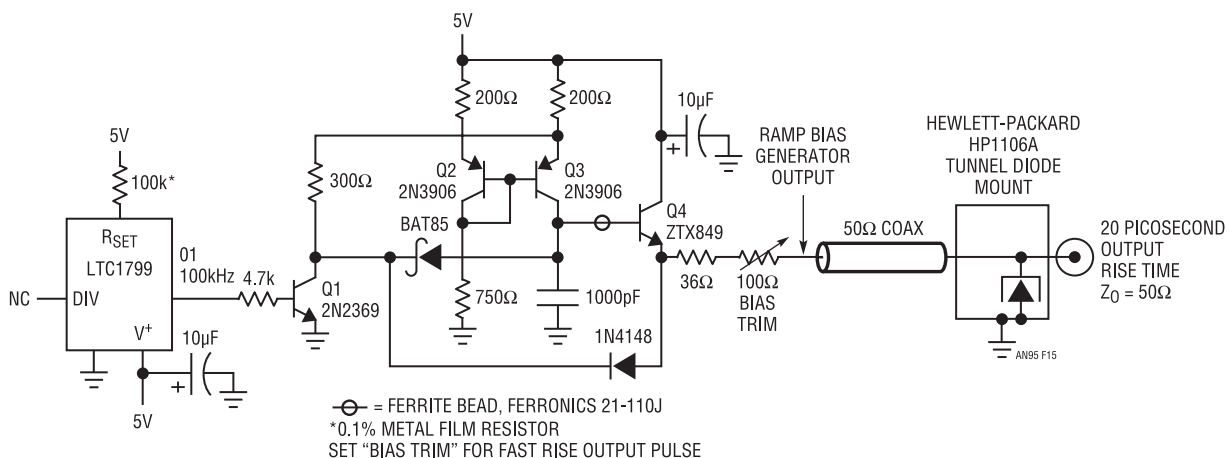 5V
200Ω
200Ω
10µF
+
RAMP BIAS
GENERATOR
OUTPUT
HEWLETT-PACKARD
HP1106A
TUNNEL DIODE
MOUNT
5V
100k*
300Ω
Q2
2N3906
Q3
2N3906
Q4
ZTX849
50Ω COAX
20 PICOSECOND
OUTPUT
RISE TIME
Z0 = 50Ω
RSET
LTC1799
01
100kHz
4.7k
BAT85
36Ω
100Ω
BIAS
TRIM
NC
DIV
Q1
2N2369
750Ω
1000pF
V+
10µF
+
1N4148
AN95 F15
5V
= FERRITE BEAD, FERRONICS 21-110J
*0.1% METAL FILM RESISTOR
SET "BIAS TRIM" FOR FAST RISE OUTPUT PULSE